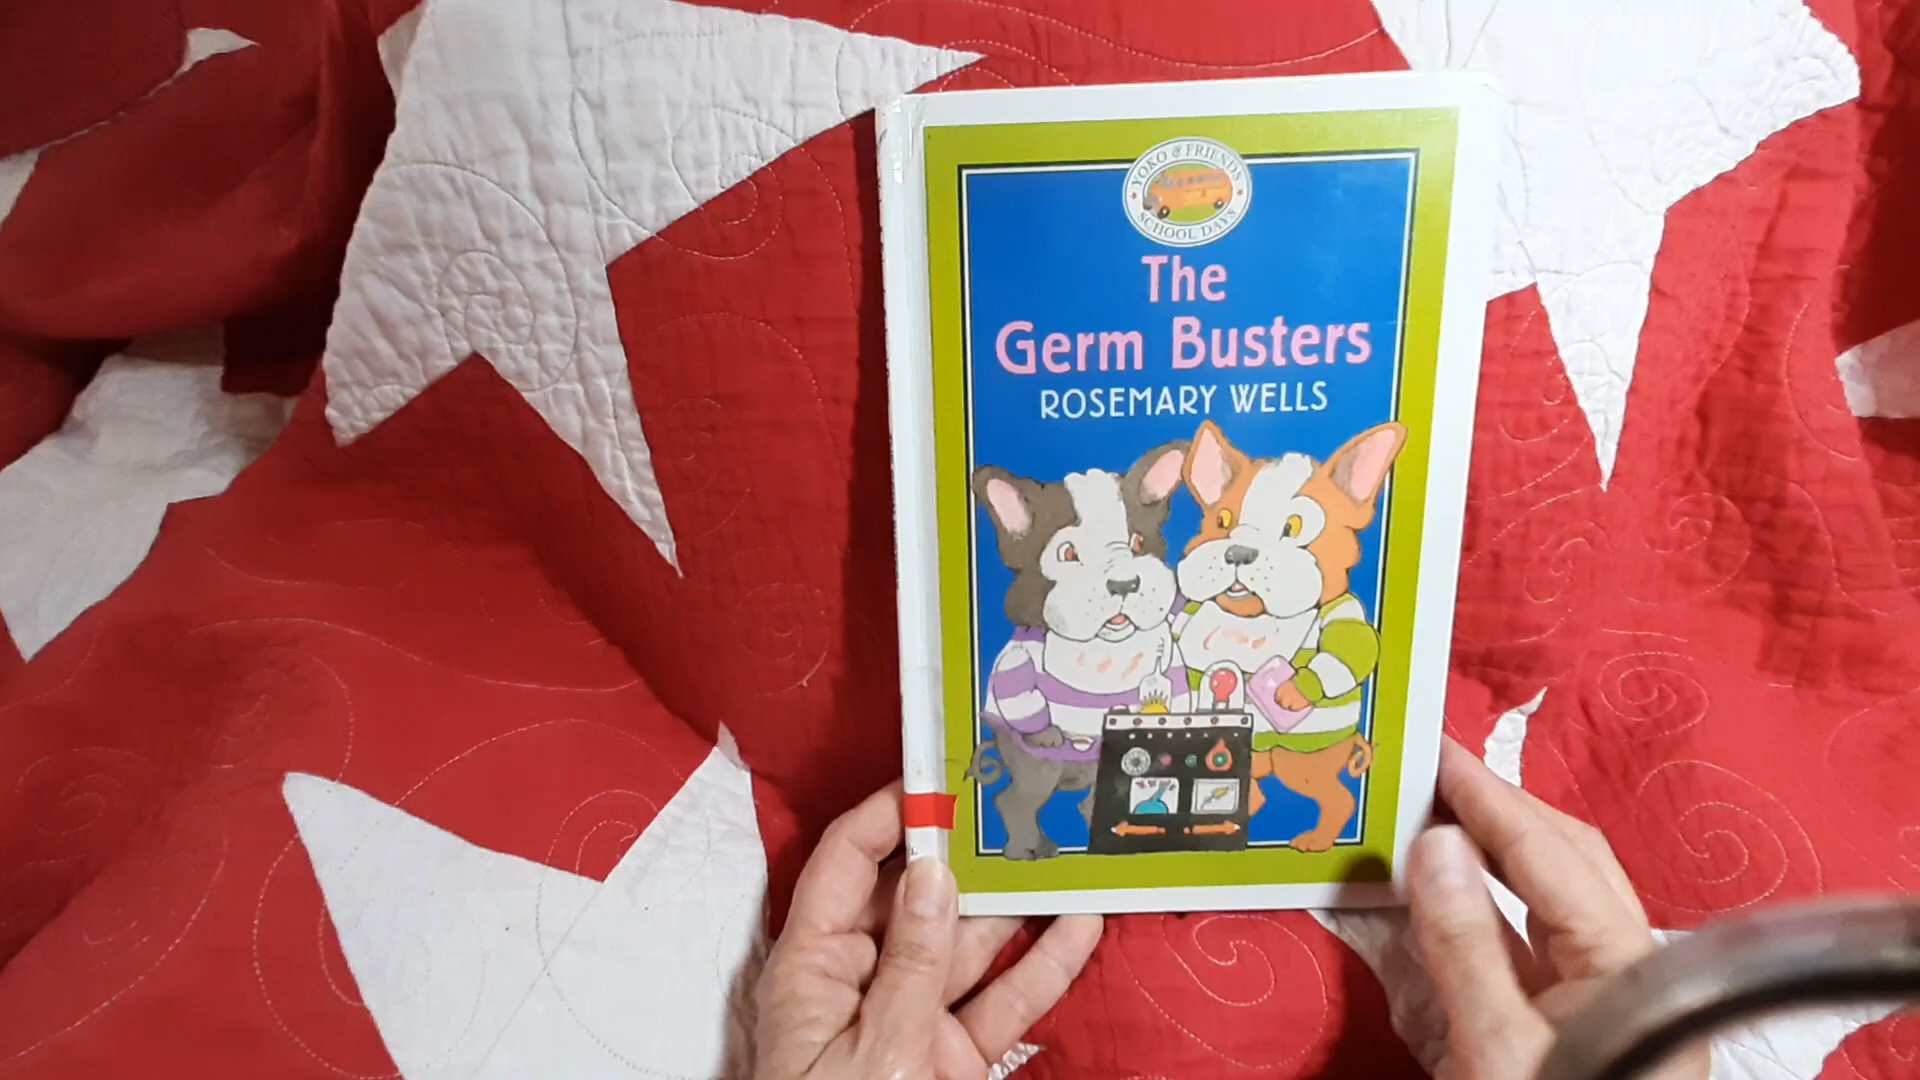 YOKO & FRIENDS
SCHOOL DAYS
The
Germ Busters
ROSEMARY WELLS
L